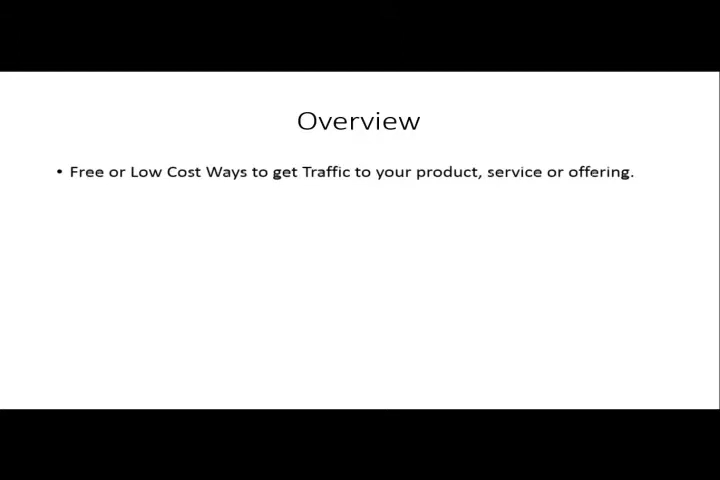 Overview
• Free or Low Cost Ways to get Traffic to your product, service or offering.